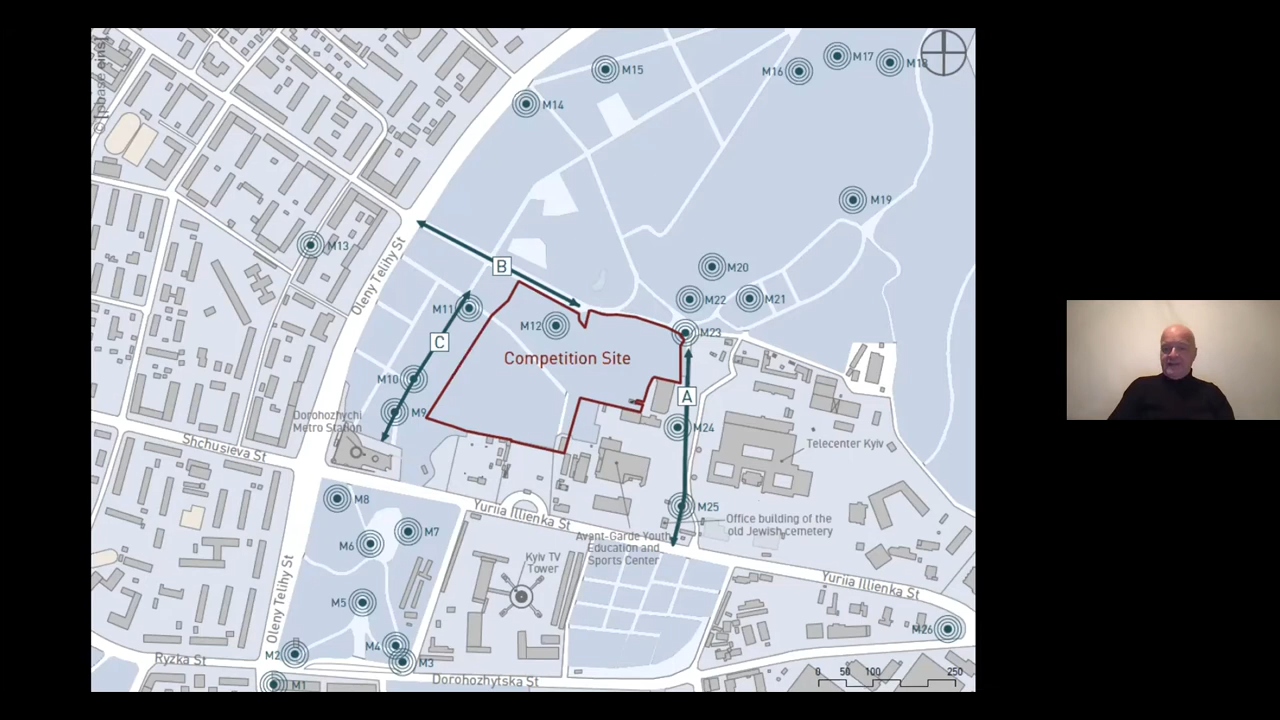 © [phase eins].
M15
M16
M17
M18
M14
M19
M13
Oleny Telihy St
B
M20
M22
M21
M11
M12
M23
C
Competition Site
M10
A
M9
Dorohozhychi
Metro Station
M24
Telecenter Kyiv
Shchusieva St
M8
Yuriia Illienka St
M25
Office building of the
old Jewish cemetery
M7
M6
Avant-Garde Youth
Education and
Sports Center
Kyiv TV
Tower
Yuriia Illienka St
Oleny Telihy St
M5
M26
M4
M2
M3
Ryzka St
Dorohozhytska St
M1
0 50 100 250